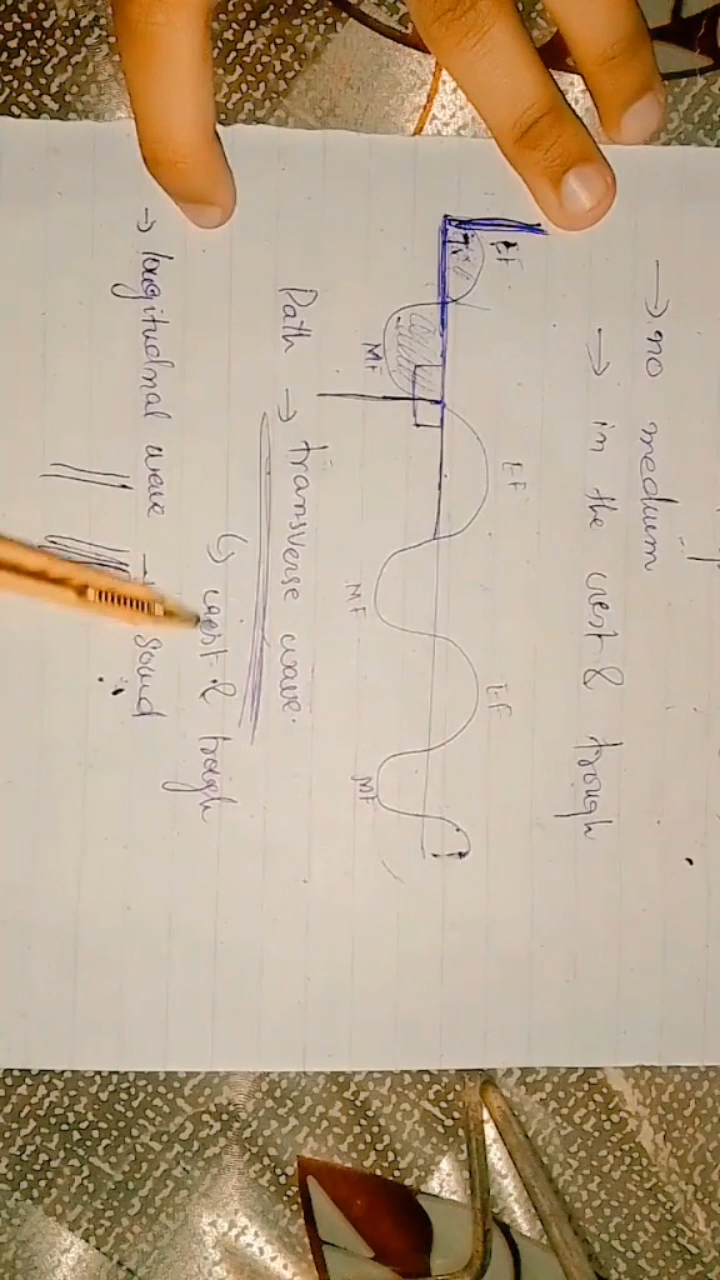 → no medium
→ in the crest & trough
EF
EF
EF
MF
MF
MF
Path → transverse wave.
↳ crest & trough
→ longitudnal wave → sound